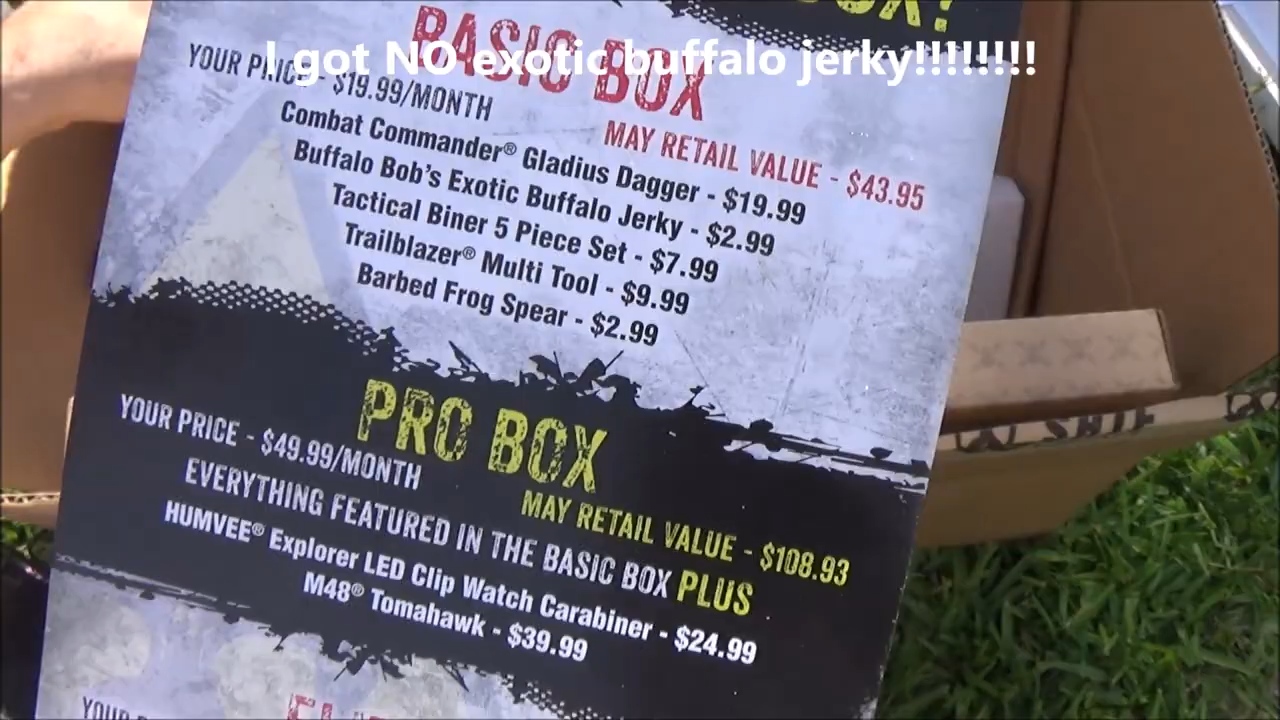 BOX!
I got NO exotic buffalo jerky!!!!!!!!
BASIC BOX
YOUR PRICE - $19.99/MONTH
MAY RETAIL VALUE - $43.95
Combat Commander® Gladius Dagger - $19.99
Buffalo Bob's Exotic Buffalo Jerky - $2.99
Tactical Biner 5 Piece Set - $7.99
Trailblazer® Multi Tool - $9.99
Barbed Frog Spear - $2.99
PRO BOX
YOUR PRICE - $49.99/MONTH
MAY RETAIL VALUE - $108.93
EVERYTHING FEATURED IN THE BASIC BOX PLUS
HUMVEE® Explorer LED Clip Watch Carabiner - $24.99
M48® Tomahawk - $39.99
YOUR